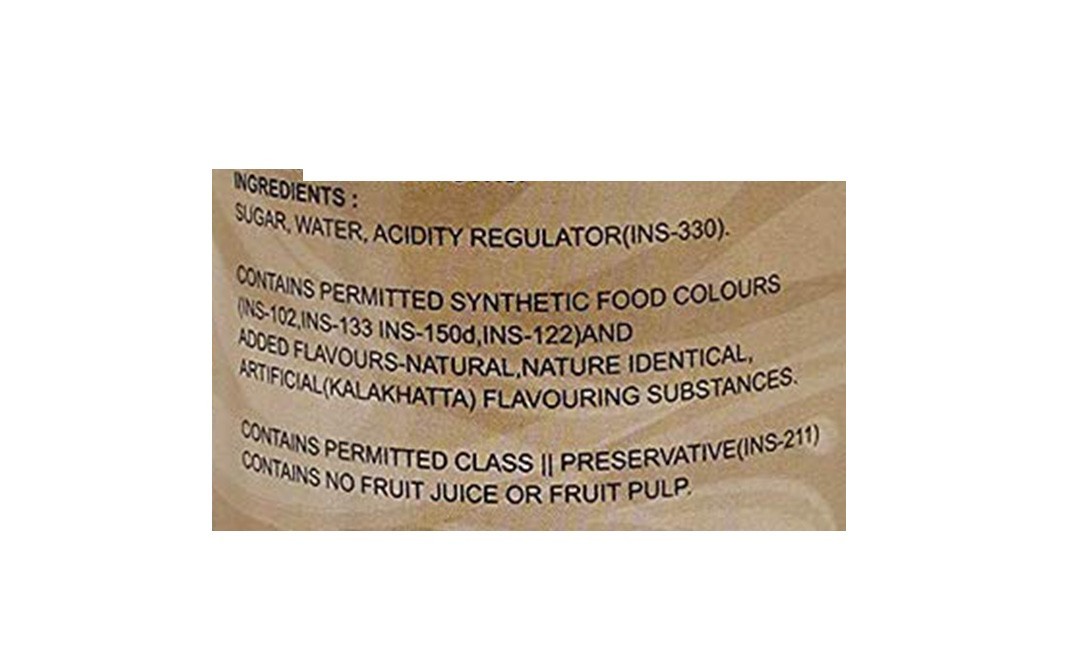 INGREDIENTS :
SUGAR, WATER, ACIDITY REGULATOR(INS-330).
CONTAINS PERMITTED SYNTHETIC FOOD COLOURS
(INS-102,INS-133 INS-150d,INS-122)AND
ADDED FLAVOURS-NATURAL,NATURE IDENTICAL,
ARTIFICIAL(KALAKHATTA) FLAVOURING SUBSTANCES.
CONTAINS PERMITTED CLASS || PRESERVATIVE(INS-211)
CONTAINS NO FRUIT JUICE OR FRUIT PULP.